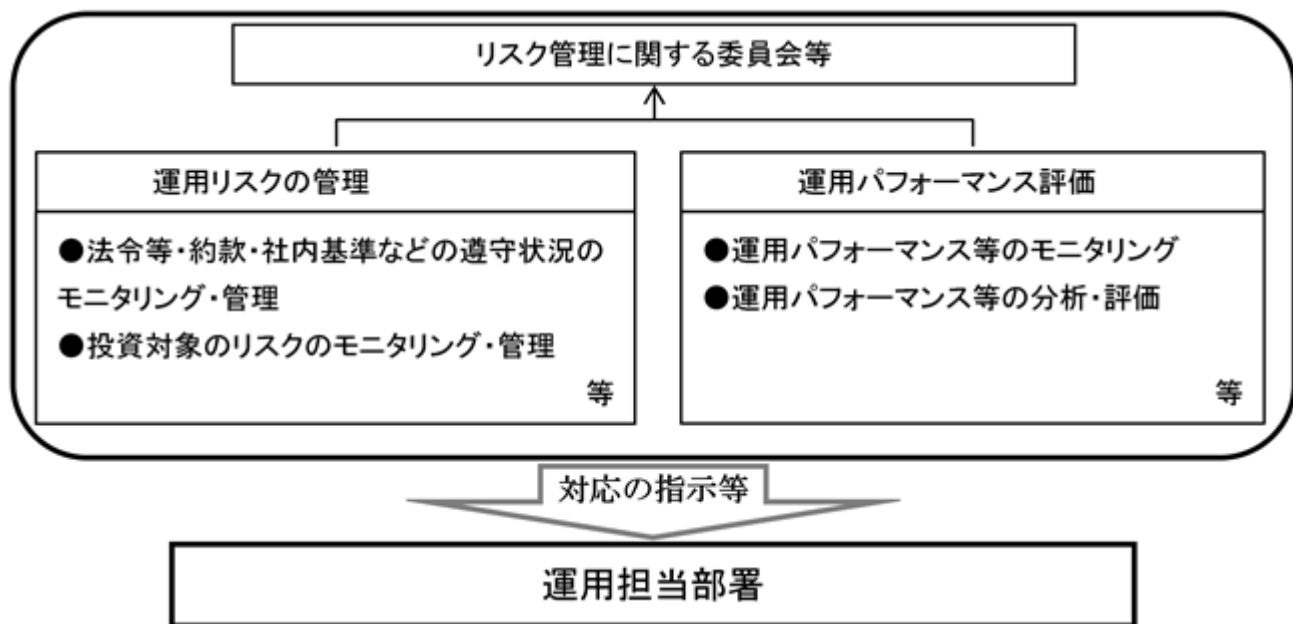 リスク管理に関する委員会等
運用リスクの管理
●法令等・約款・社内基準などの遵守状況の
モニタリング・管理
●投資対象のリスクのモニタリング・管理
等
運用パフォーマンス評価
●運用パフォーマンス等のモニタリング
●運用パフォーマンス等の分析・評価
等
対応の指示等
運用担当部署